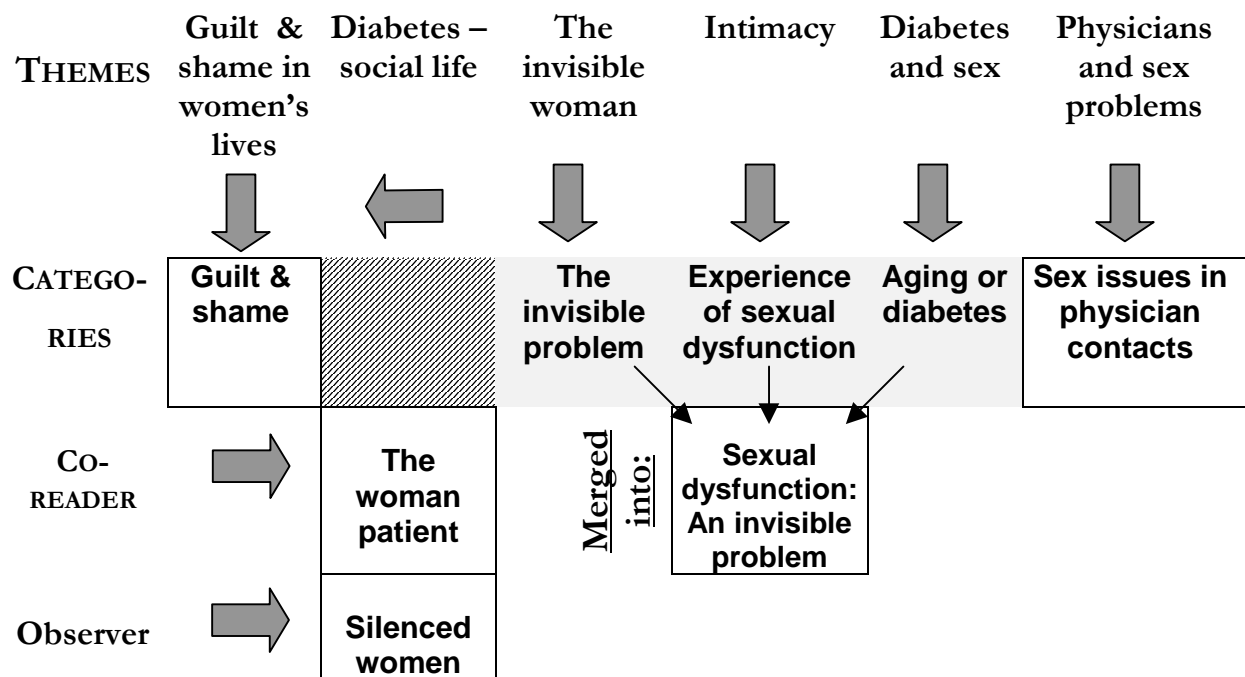 THEMES
Guilt & 
shame in
women's
lives
Diabetes –
social life
The
invisible
woman
Intimacy
Diabetes
and sex
Physicians
and sex
problems
CATEGO-
RIES
Guilt &
shame
The
invisible
problem
Experience
of sexual
dysfunction
Aging or
diabetes
Sex issues in
physician
contacts
CO-
READER
The
woman
patient
Merged
into:
Sexual
dysfunction:
An invisible
problem
Observer
Silenced
women